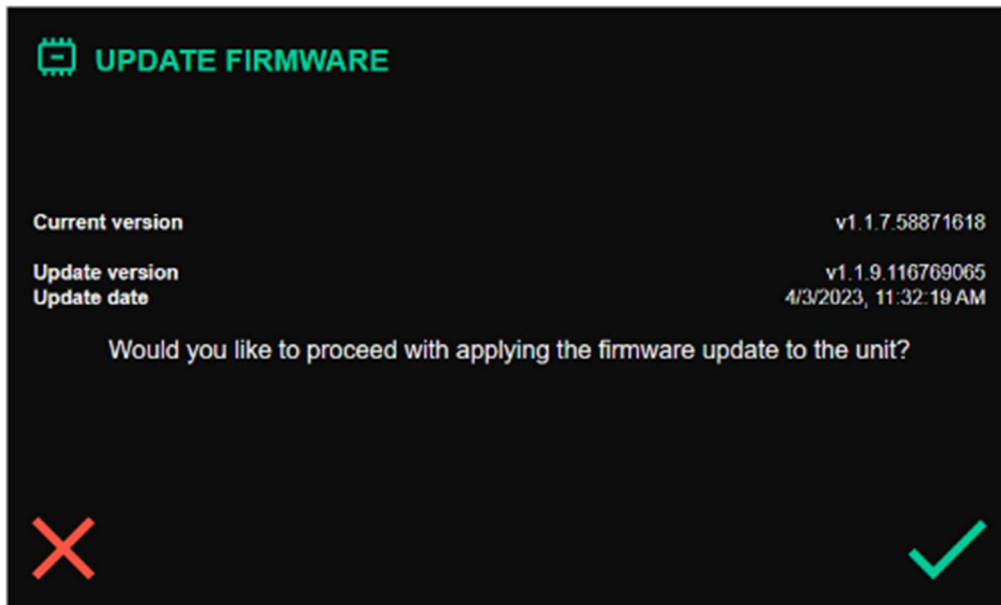 UPDATE FIRMWARE
Current version v1.1.7.58871618
Update version v1.1.9.116769065
Update date 4/3/2023, 11:32:19 AM
Would you like to proceed with applying the firmware update to the unit?